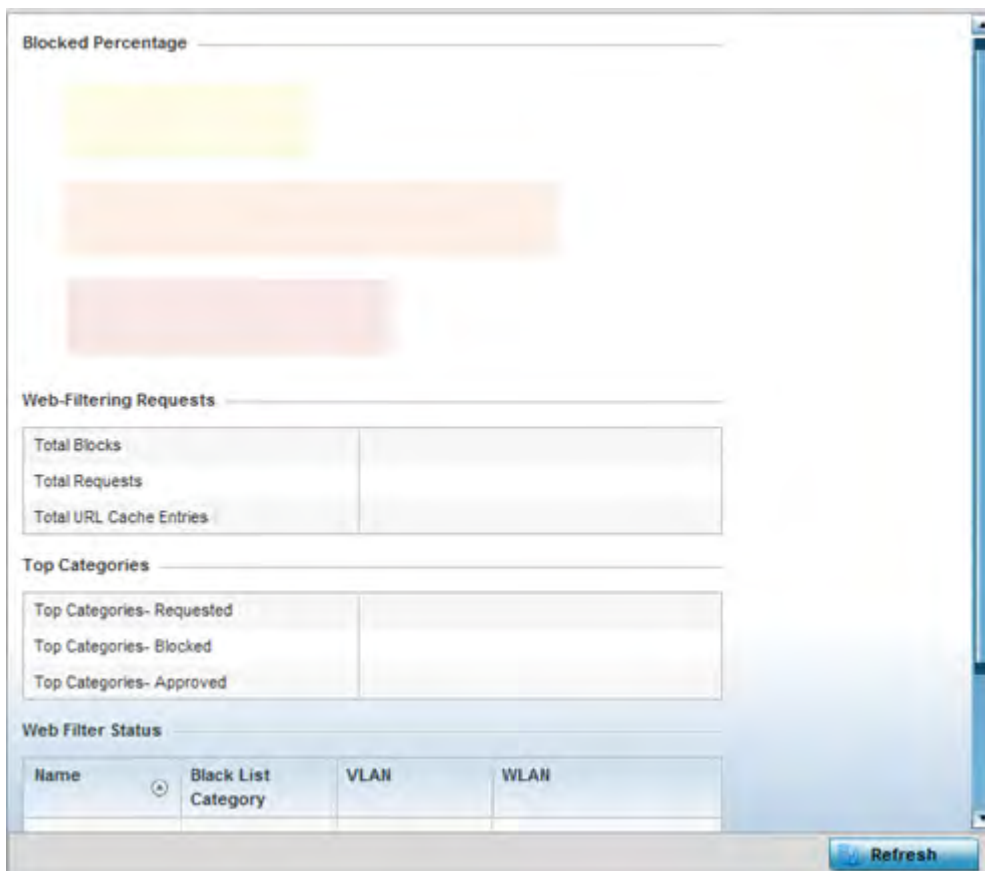 Blocked Percentage
Web-Filtering Requests
Total Blocks
Total Requests
Total URL Cache Entries
Top Categories
Top Categories- Requested
Top Categories- Blocked
Top Categories- Approved
Web Filter Status
Name
Black List
Category
VLAN
WLAN
Refresh